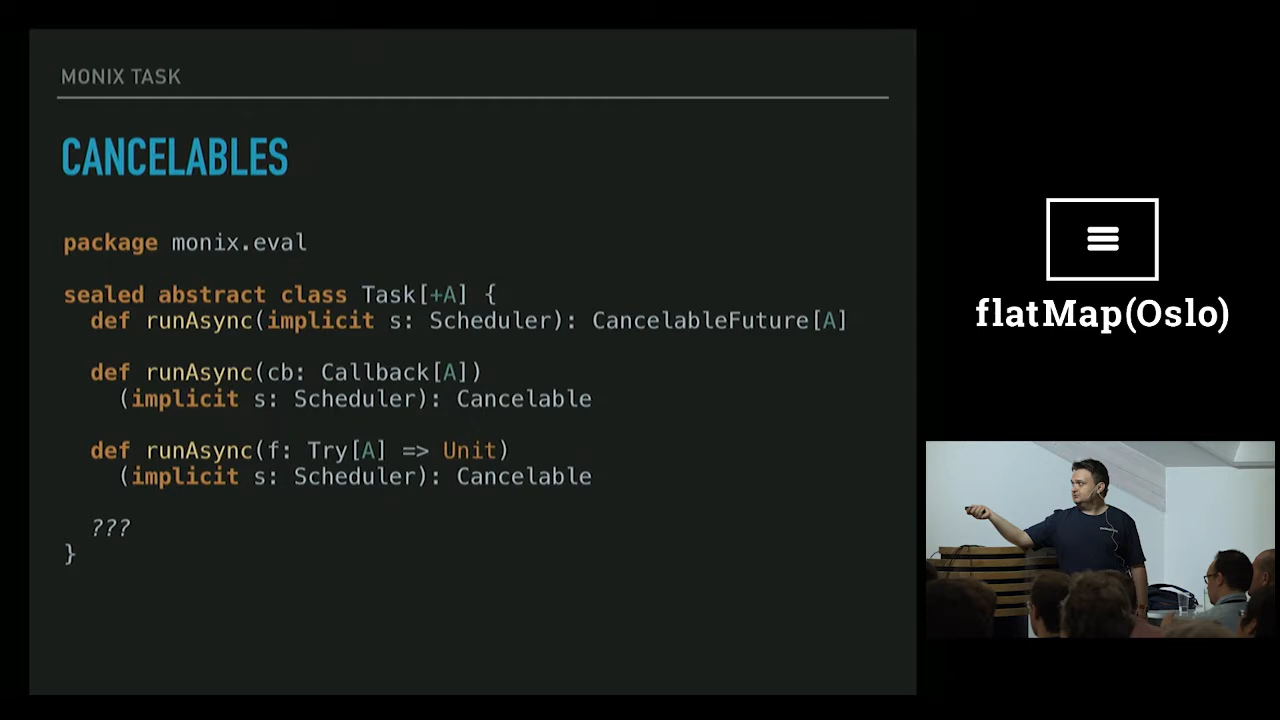 MONIX TASK
CANCELABLES
package monix.eval
sealed abstract class Task[+A] {
def runAsync(implicit s: Scheduler): CancelableFuture[A]
def runAsync(cb: Callback[A])
(implicit s: Scheduler): Cancelable
def runAsync(f: Try[A] => Unit)
(implicit s: Scheduler): Cancelable
???
}
flatMap(Oslo)